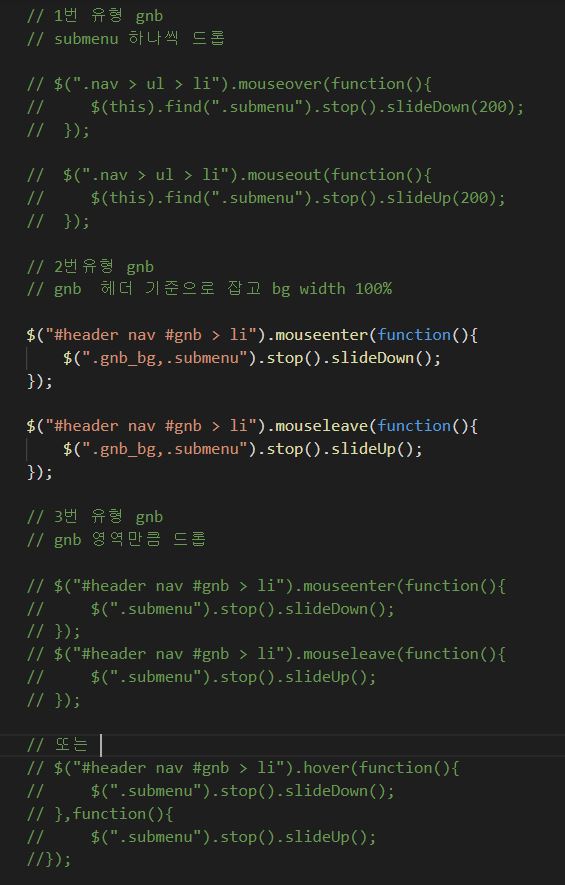 // 1번 유형 gnb
// submenu 하나씩 드롭
// $(".nav > ul > li").mouseover(function(){
//     $(this).find(".submenu").stop().slideDown(200);
//  });
//  $(".nav > ul > li").mouseout(function(){
//     $(this).find(".submenu").stop().slideUp(200);
//  });
// 2번유형 gnb
// gnb  헤더 기준으로 잡고 bg width 100%
$("#header nav #gnb > li").mouseenter(function(){
    $(".gnb_bg,.submenu").stop().slideDown();
});
$("#header nav #gnb > li").mouseleave(function(){
    $(".gnb_bg,.submenu").stop().slideUp();
});
// 3번 유형 gnb
// gnb 영역만큼 드롭
// $("#header nav #gnb > li").mouseenter(function(){
//     $(".submenu").stop().slideDown();
// });
// $("#header nav #gnb > li").mouseleave(function(){
//     $(".submenu").stop().slideUp();
// });
// 또는
// $("#header nav #gnb > li").hover(function(){
//     $(".submenu").stop().slideDown();
// },function(){
//     $(".submenu").stop().slideUp();
//});